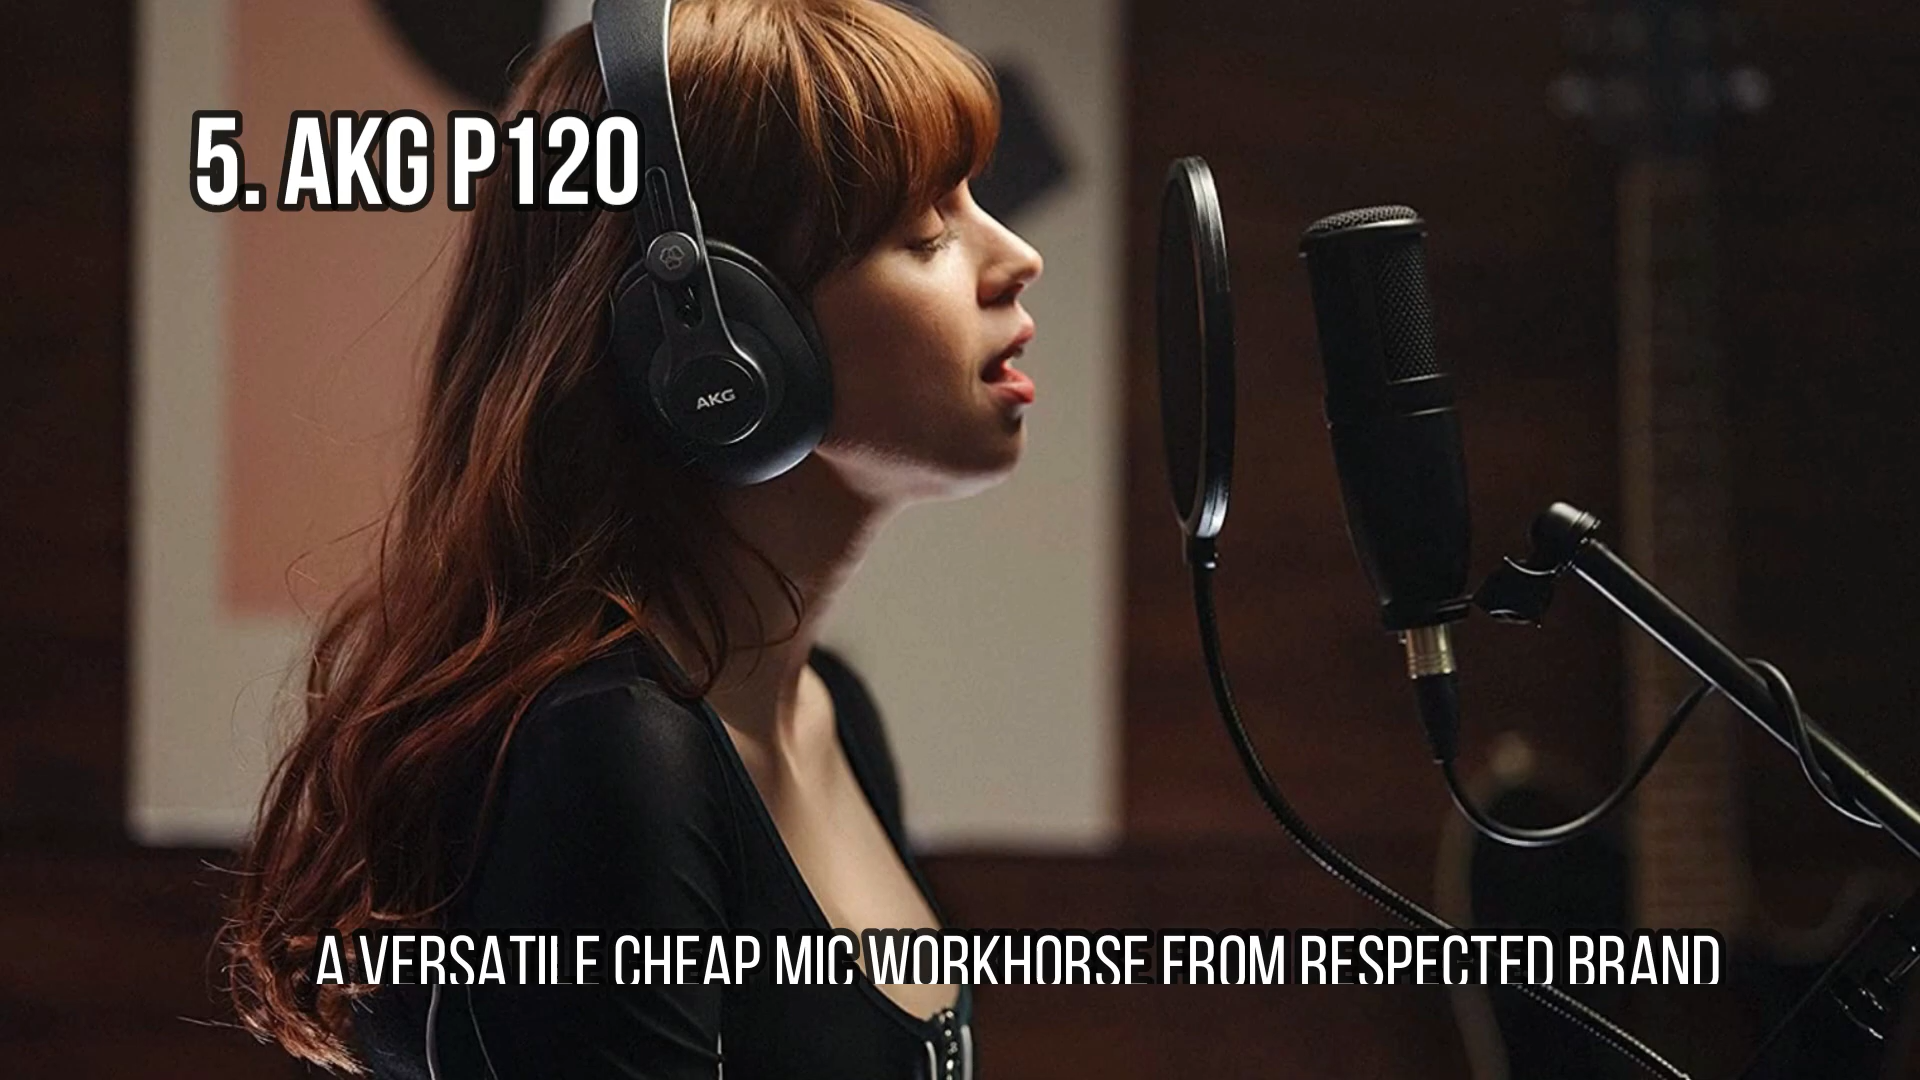 5. AKG P120
AKG
A VERSATILE CHEAP MIC WORKHORSE FROM RESPECTED BRAND